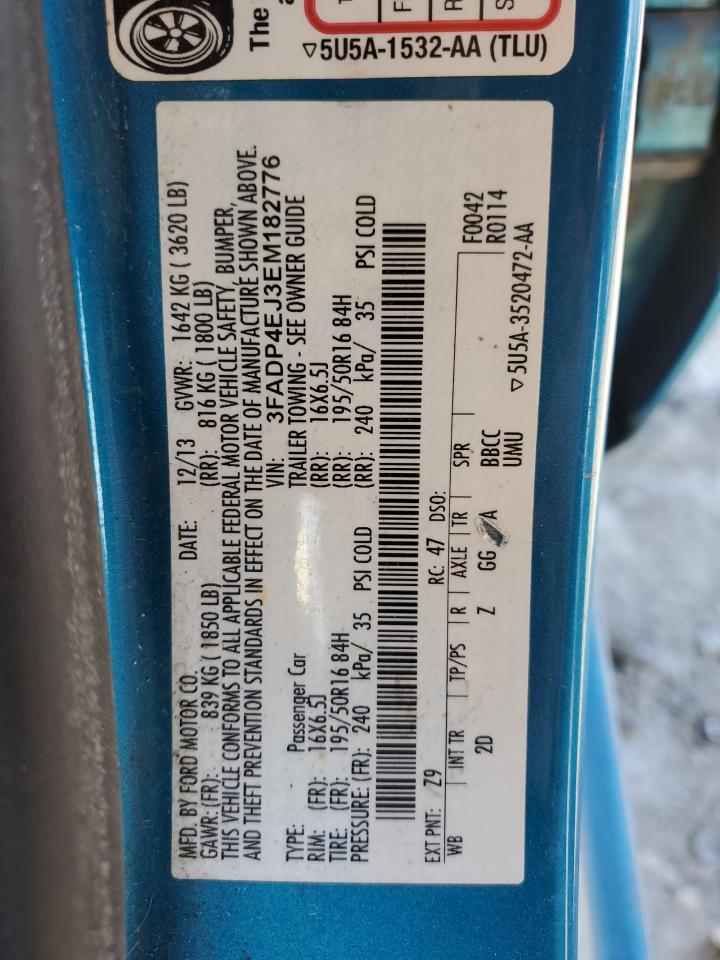 The
▽5U5A-1532-AA (TLU)
MFD. BY FORD MOTOR CO. DATE: 12/13 GVWR: 1642 KG ( 3620 LB)
GAWR: (FR): 839 KG ( 1850 LB) (RR): 816 KG ( 1800 LB)
THIS VEHICLE CONFORMS TO ALL APPLICABLE FEDERAL MOTOR VEHICLE SAFETY, BUMPER,
AND THEFT PREVENTION STANDARDS IN EFFECT ON THE DATE OF MANUFACTURE SHOWN ABOVE.
VIN: 3FADP4EJ3EM182776
TYPE: Passenger Car TRAILER TOWING - SEE OWNER GUIDE
RIM: (FR): 16X6.5J (RR): 16X6.5J
TIRE: (FR): 195/50R16 84H (RR): 195/50R16 84H
PRESSURE: (FR): 240 kPa/ 35 PSI COLD (RR): 240 kPa/ 35 PSI COLD
EXT PNT: Z9 RC: 47 DSO: F0042
WB INT TR TP/PS R AXLE TR SPR R0114
2D Z GG A BBCC
UMU ▽5U5A-3520472-AA